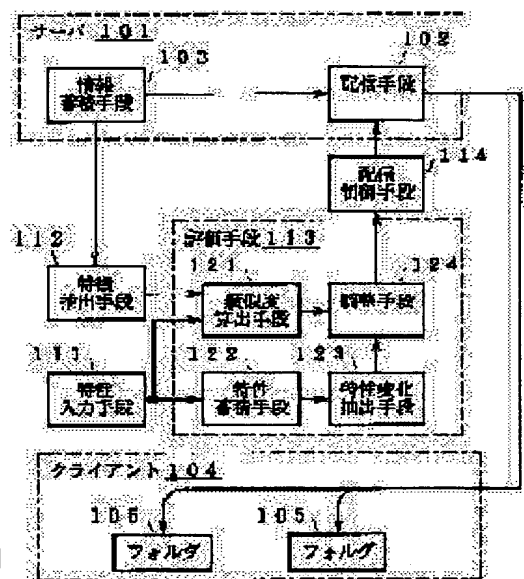 サーバ 101
102
103
情報
蓄積手段
配信手段
114
配信
制御手段
112
評価手段 113
121
124
特徴
抽出手段
類似度
算出手段
調整手段
111
122
123
特性
入力手段
特性
蓄積手段
特性変化
抽出手段
クライアント 104
105
105
フォルダ
フォルダ